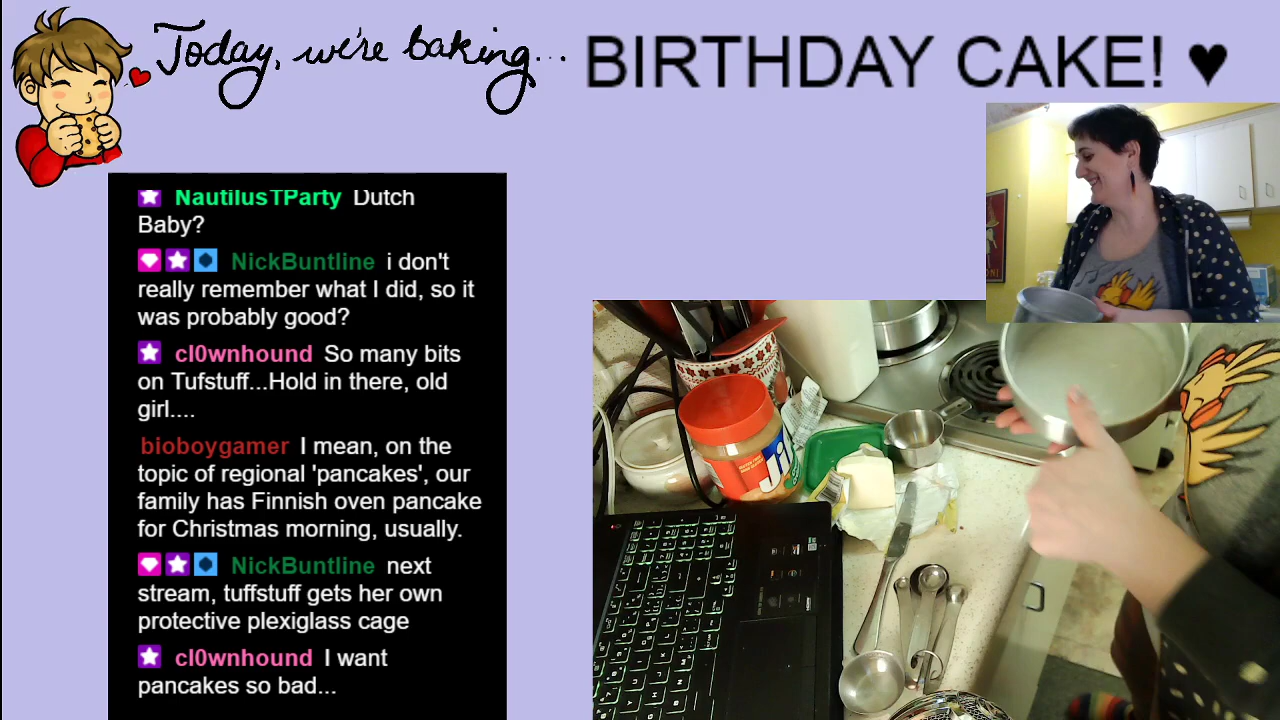 Today, we're baking... BIRTHDAY CAKE! ♥
NautilusTParty Dutch
Baby?
NickBuntline i don't
really remember what I did, so it
was probably good?
cl0wnhound So many bits
on Tufstuff...Hold in there, old
girl....
bioboygamer I mean, on the
topic of regional 'pancakes', our
family has Finnish oven pancake
for Christmas morning, usually.
NickBuntline next
stream, tuffstuff gets her own
protective plexiglass cage
cl0wnhound I want
pancakes so bad...
Jif